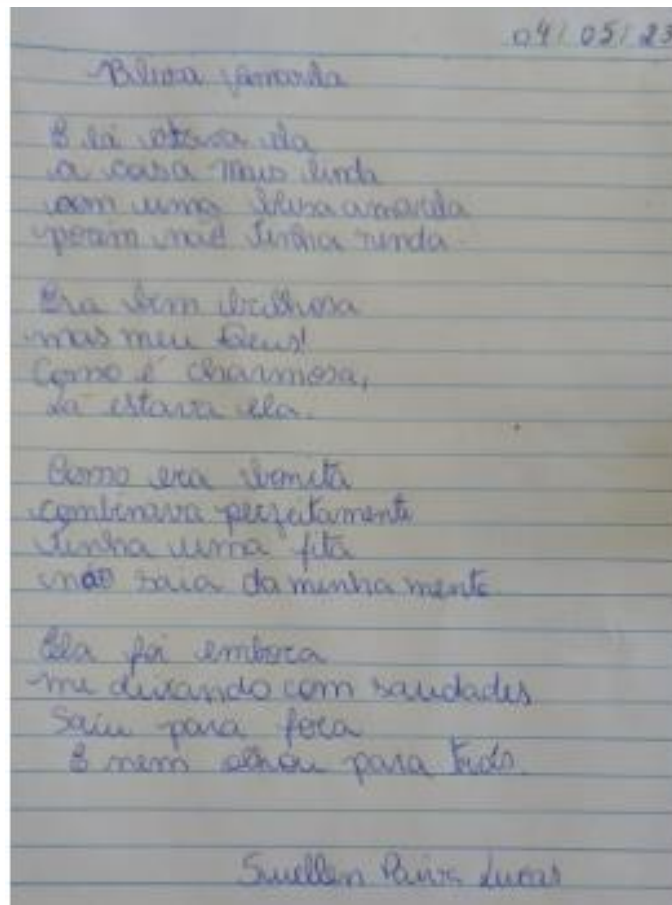 04/05/23
Blusa amarela
E lá estava ela
a coisa mais linda
com uma blusa amarela
porem não tinha renda.
Era bem brilhosa
mas meu Deus!
Como é charmosa,
Lá estava ela.
Como era bonita
combinava perfeitamente
tinha uma fita
não saia da minha mente.
Ela foi embora
me deixando com saudades
Saiu para fora
E nem olhou para trás.
Suellen Paiva Lucas